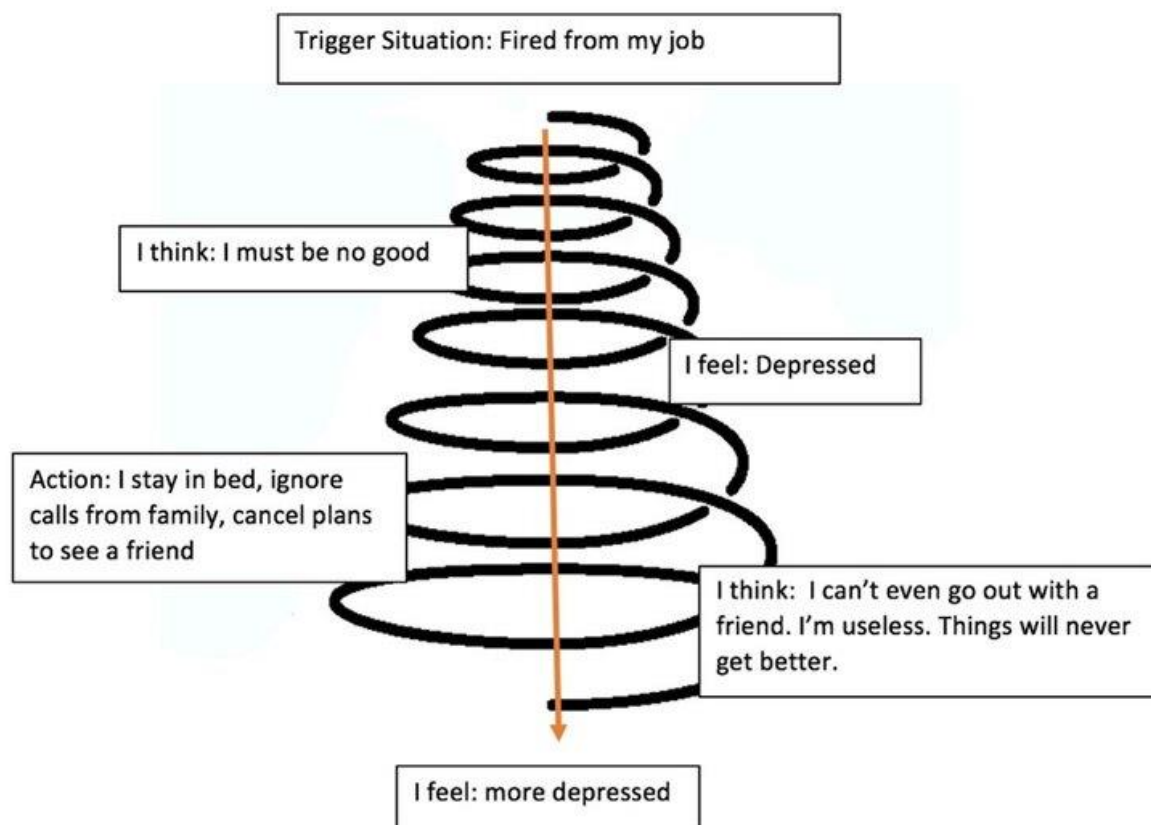 Trigger Situation: Fired from my job
I think: I must be no good
I feel: Depressed
Action: I stay in bed, ignore
calls from family, cancel plans
to see a friend
I think:  I can’t even go out with a
friend. I’m useless. Things will never
get better.
I feel: more depressed